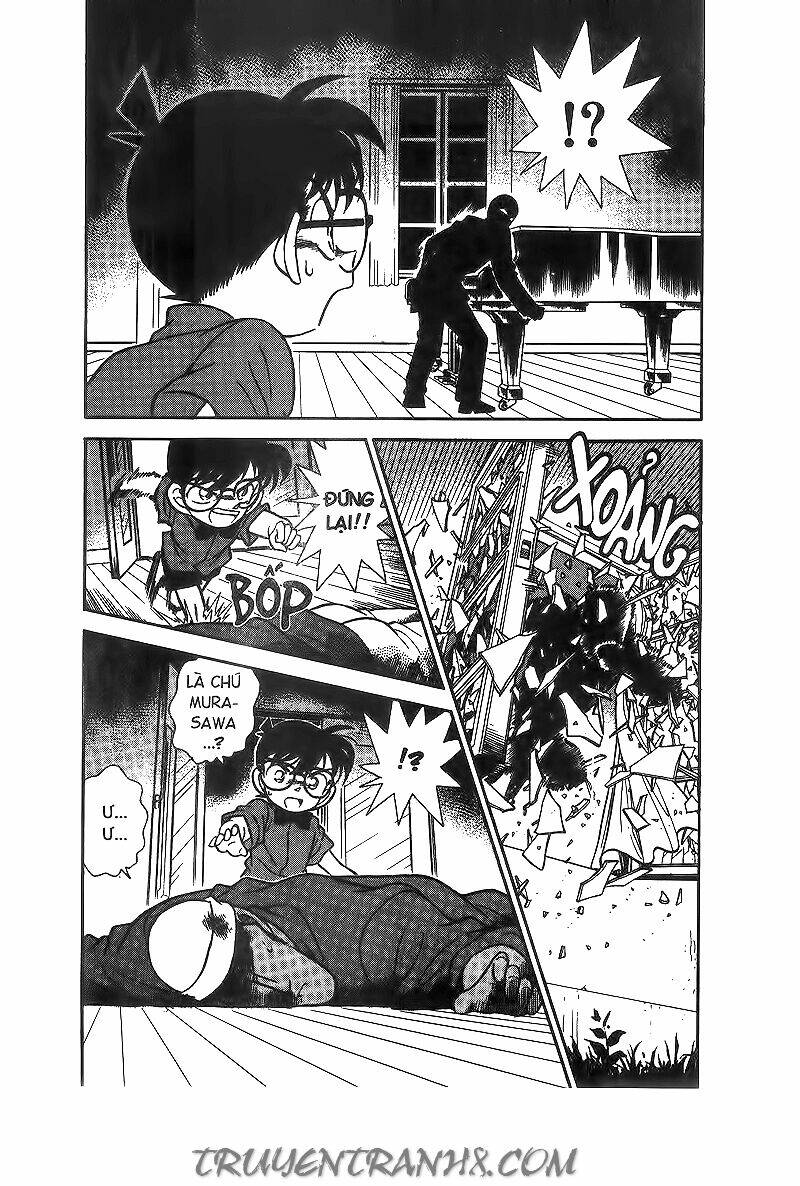 !?
XOẢNG
ĐỨNG
LẠI!!
BỐP
LÀ CHÚ
MURA-
SAWA
...?
!?
Ư...
Ư...
TRUYENTRANH8.COM